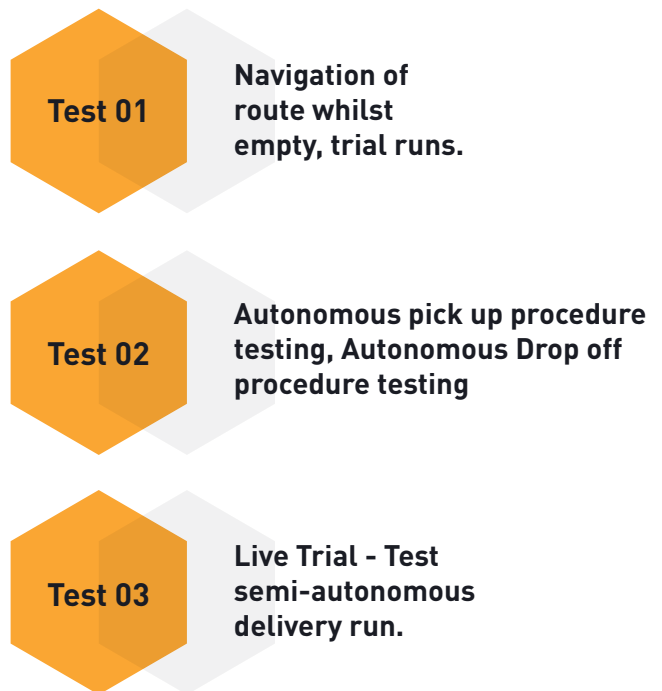 Test 01
Navigation of
route whilst
empty, trial runs.
Test 02
Autonomous pick up procedure
testing, Autonomous Drop off
procedure testing
Test 03
Live Trial - Test
semi-autonomous
delivery run.